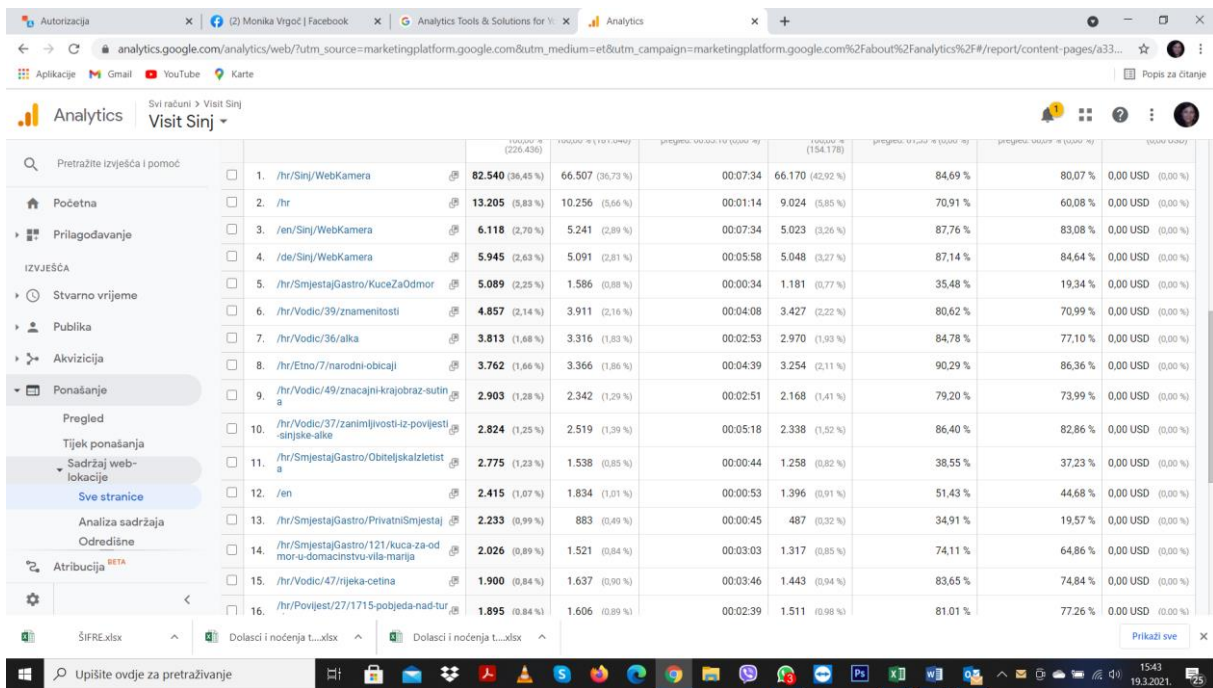 Autorizacija
(2) Monika Vrgoč | Facebook
Analytics Tools & Solutions for Y
Analytics
analytics.google.com/analytics/web/?utm_source=marketingplatform.google.com&utm_medium=et&utm_campaign=marketingplatform.google.com%2Fabout%2Fanalytics%2F#/report/content-pages/a33...
Aplikacije Gmail YouTube Karte Popis za čitanje
Analytics
Svi računi > Visit Sinj
Visit Sinj
1
Pretražite izvješća i pomoć
Početna
Prilagođavanje
IZVJEŠĆA
Stvarno vrijeme
Publika
Akvizicija
Ponašanje
Pregled
Tijek ponašanja
Sadržaj web-
lokacije
Sve stranice
Analiza sadržaja
Odredišne
Atribucija BETA
(226.436) (154.178)
1. /hr/Sinj/WebKamera 82.540 (36,45 %) 66.507 (36,73 %) 00:07:34 66.170 (42,92 %) 84,69 % 80,07 % 0,00 USD (0,00 %)
2. /hr 13.205 (5,83 %) 10.256 (5,66 %) 00:01:14 9.024 (5,85 %) 70,91 % 60,08 % 0,00 USD (0,00 %)
3. /en/Sinj/WebKamera 6.118 (2,70 %) 5.241 (2,89 %) 00:07:34 5.023 (3,26 %) 87,76 % 83,08 % 0,00 USD (0,00 %)
4. /de/Sinj/WebKamera 5.945 (2,63 %) 5.091 (2,81 %) 00:05:58 5.048 (3,27 %) 87,14 % 84,64 % 0,00 USD (0,00 %)
5. /hr/SmjestajGastro/KuceZaOdmor 5.089 (2,25 %) 1.586 (0,88 %) 00:00:34 1.181 (0,77 %) 35,48 % 19,34 % 0,00 USD (0,00 %)
6. /hr/Vodic/39/znamenitosti 4.857 (2,14 %) 3.911 (2,16 %) 00:04:08 3.427 (2,22 %) 80,62 % 70,99 % 0,00 USD (0,00 %)
7. /hr/Vodic/36/alka 3.813 (1,68 %) 3.316 (1,83 %) 00:02:53 2.970 (1,93 %) 84,78 % 77,10 % 0,00 USD (0,00 %)
8. /hr/Etno/7/narodni-obicaji 3.762 (1,66 %) 3.366 (1,86 %) 00:04:39 3.254 (2,11 %) 90,29 % 86,36 % 0,00 USD (0,00 %)
9. /hr/Vodic/49/znacajni-krajobraz-sutin
a 2.903 (1,28 %) 2.342 (1,29 %) 00:02:51 2.168 (1,41 %) 79,20 % 73,99 % 0,00 USD (0,00 %)
10. /hr/Vodic/37/zanimljivosti-iz-povijesti
-sinjske-alke 2.824 (1,25 %) 2.519 (1,39 %) 00:05:18 2.338 (1,52 %) 86,40 % 82,86 % 0,00 USD (0,00 %)
11. /hr/SmjestajGastro/ObiteljskaIzletist
a 2.775 (1,23 %) 1.538 (0,85 %) 00:00:44 1.258 (0,82 %) 38,55 % 37,23 % 0,00 USD (0,00 %)
12. /en 2.415 (1,07 %) 1.834 (1,01 %) 00:00:53 1.396 (0,91 %) 51,43 % 44,68 % 0,00 USD (0,00 %)
13. /hr/SmjestajGastro/PrivatniSmjestaj 2.233 (0,99 %) 883 (0,49 %) 00:00:45 487 (0,32 %) 34,91 % 19,57 % 0,00 USD (0,00 %)
14. /hr/SmjestajGastro/121/kuca-za-od
mor-u-domacinstvu-vila-marija 2.026 (0,89 %) 1.521 (0,84 %) 00:03:03 1.317 (0,85 %) 74,11 % 64,86 % 0,00 USD (0,00 %)
15. /hr/Vodic/47/rijeka-cetina 1.900 (0,84 %) 1.637 (0,90 %) 00:03:46 1.443 (0,94 %) 83,65 % 74,84 % 0,00 USD (0,00 %)
16. /hr/Povijest/27/1715-pobjeda-nad-tur 1.895 (0,84 %) 1.606 (0,89 %) 00:02:39 1.511 (0,98 %) 81,01 % 77,26 % 0,00 USD (0,00 %)
ŠIFRE.xlsx Dolasci i noćenja t....xlsx Dolasci i noćenja t....xlsx Prikaži sve
Upišite ovdje za pretraživanje
15:43
19.3.2021.
25